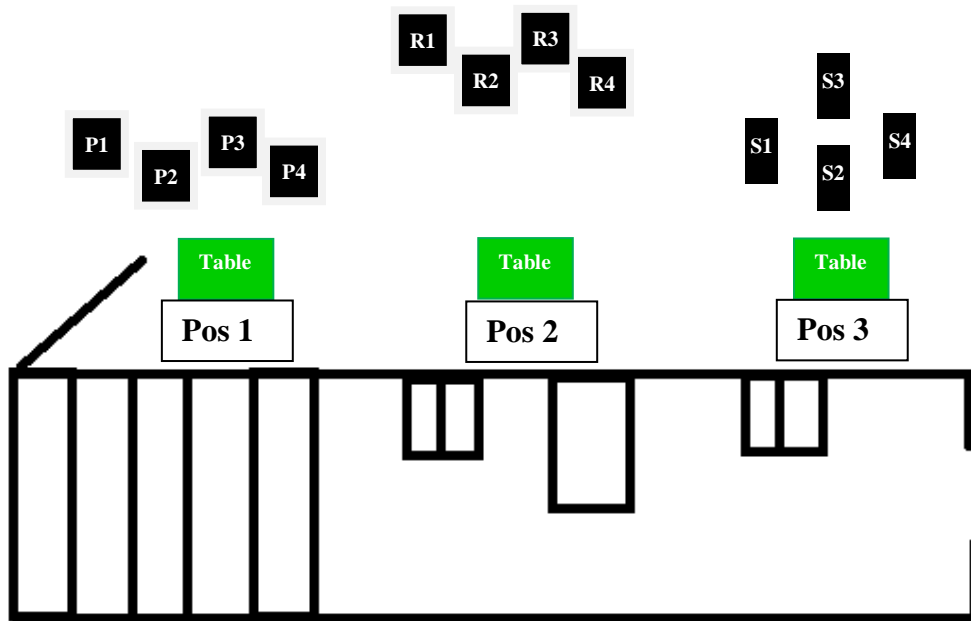 R1
R2
R3
R4
P1
P2
P3
P4
S1
S2
S3
S4
Table
Table
Table
Pos 1
Pos 2
Pos 3